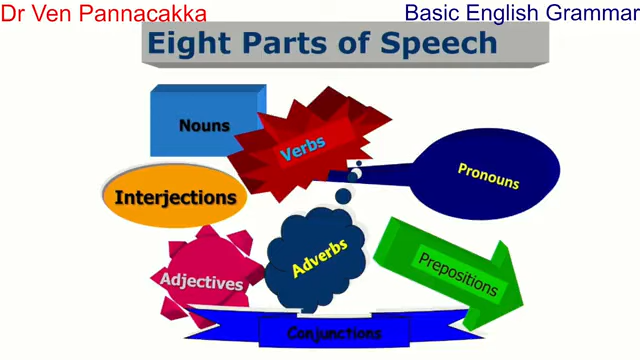 Dr Ven Pannacakka
Basic English Grammar
Eight Parts of Speech
Nouns
Verbs
Pronouns
Interjections
Adverbs
Prepositions
Adjectives
Conjunctions